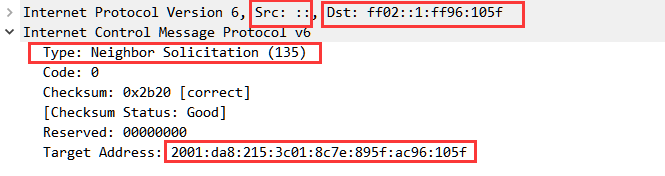 Internet Protocol Version 6, Src: ::, Dst: ff02::1:ff96:105f
Internet Control Message Protocol v6
Type: Neighbor Solicitation (135)
Code: 0
Checksum: 0x2b20 [correct]
[Checksum Status: Good]
Reserved: 00000000
Target Address: 2001:da8:215:3c01:8c7e:895f:ac96:105f